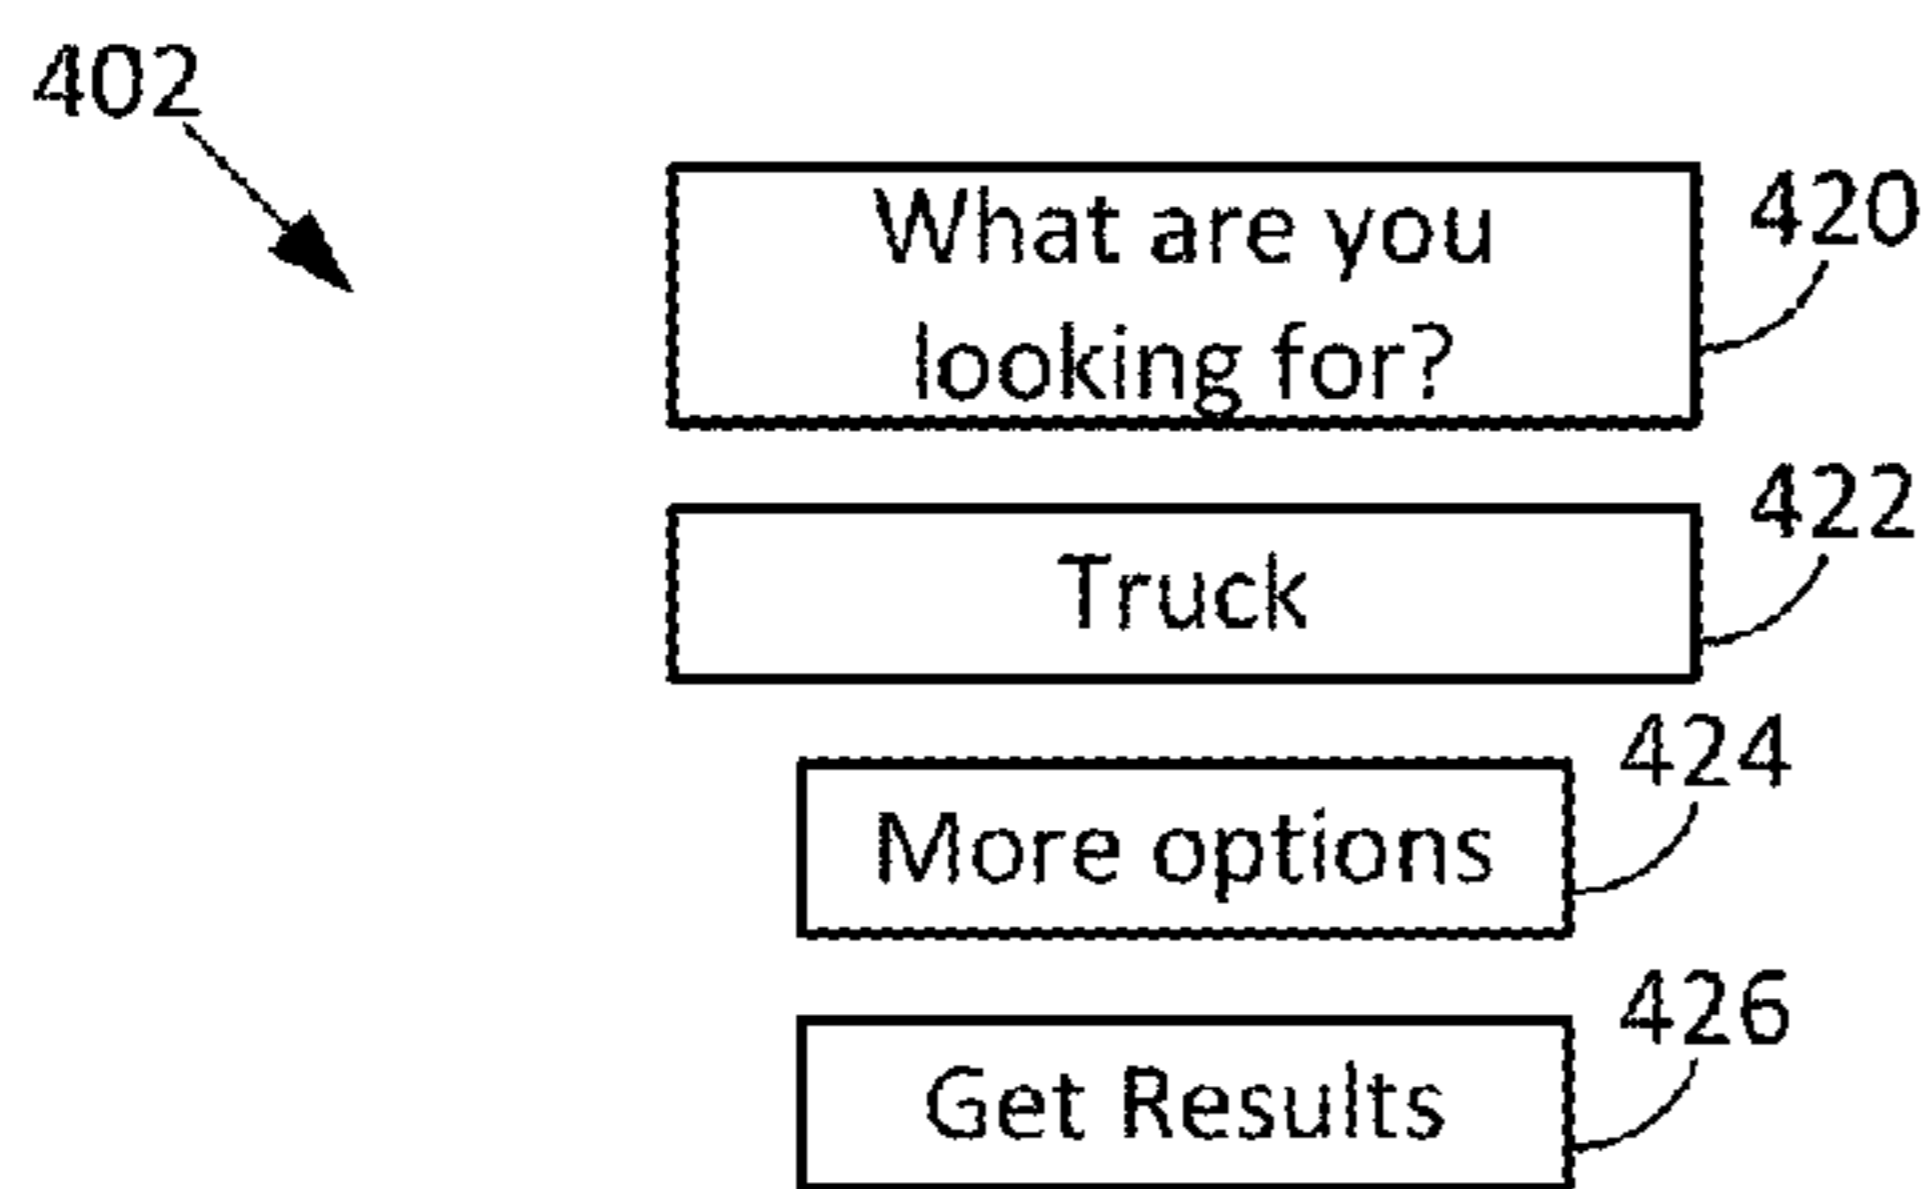 402
What are you
looking for?
420
Truck
422
More options
424
Get Results
426